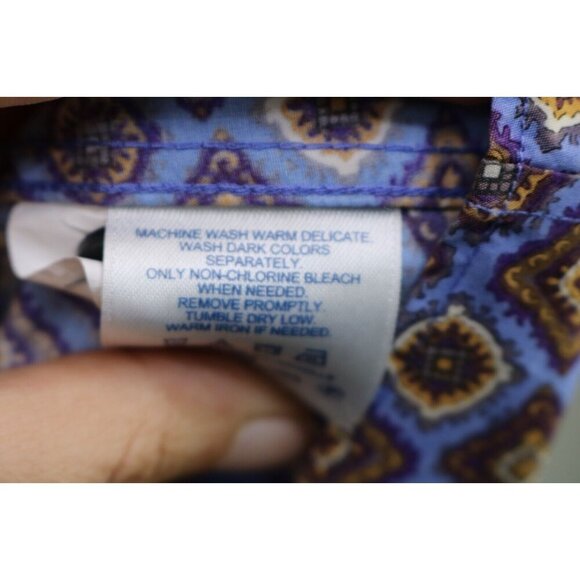 MACHINE WASH WARM DELICATE.
WASH DARK COLORS
SEPARATELY.
ONLY NON-CHLORINE BLEACH
WHEN NEEDED.
REMOVE PROMPTLY.
TUMBLE DRY LOW.
WARM IRON IF NEEDED.